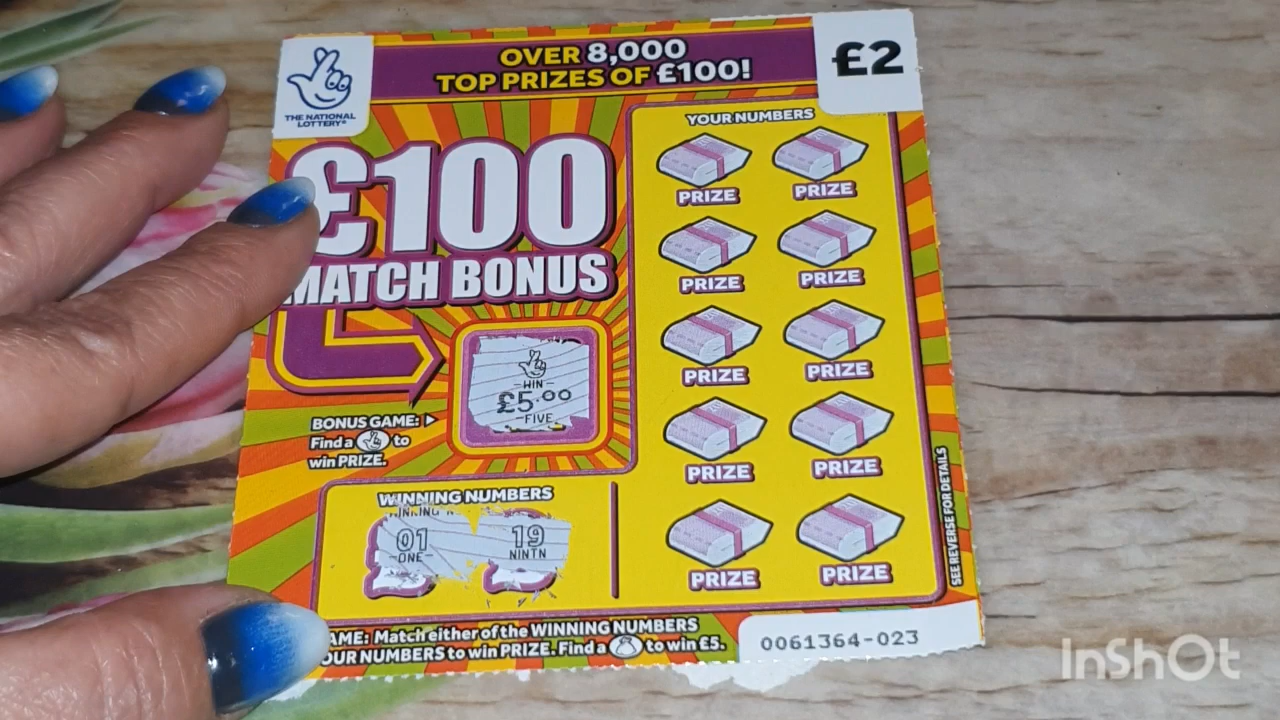 OVER 8,000
TOP PRIZES OF £100!
£2
THE NATIONAL
LOTTERY®
YOUR NUMBERS
£100
MATCH BONUS
PRIZE PRIZE
PRIZE PRIZE
PRIZE PRIZE
PRIZE PRIZE
PRIZE PRIZE
WIN
£5.00
FIVE
BONUS GAME:
Find a to
win PRIZE.
WINNING NUMBERS
01 19
ONE NINTN
SEE REVERSE FOR DETAILS
AME: Match either of the WINNING NUMBERS
OUR NUMBERS to win PRIZE. Find a to win £5.
0061364-023
InShOt